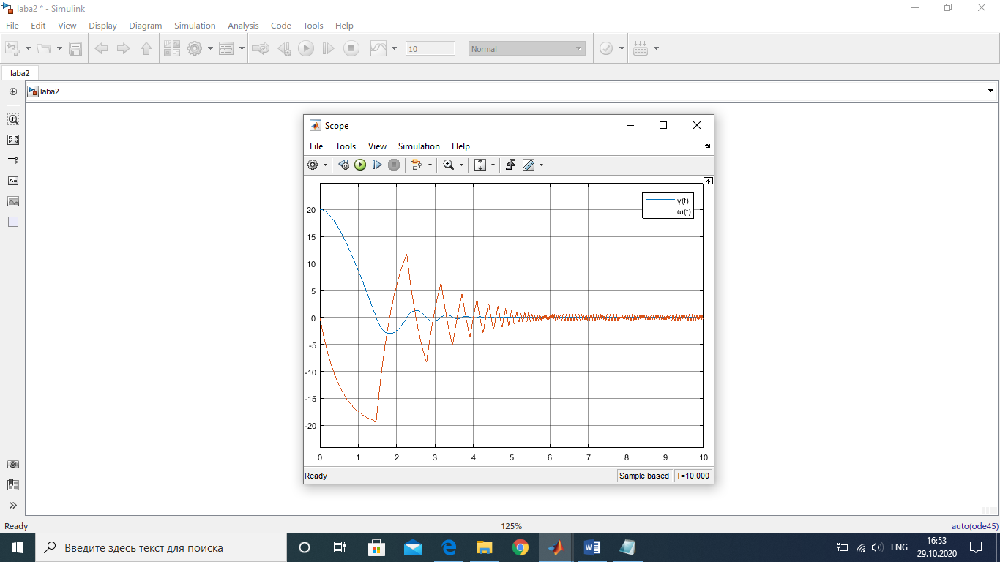 laba2 * - Simulink
File Edit View Display Diagram Simulation Analysis Code Tools Help
10 Normal
laba2
laba2
Scope
File Tools View Simulation Help
γ(t)
ω(t)
20
15
10
5
0
-5
-10
-15
-20
0 1 2 3 4 5 6 7 8 9 10
Ready Sample based T=10.000
Ready 125% auto(ode45)
Введите здесь текст для поиска
ENG 16:53
29.10.2020